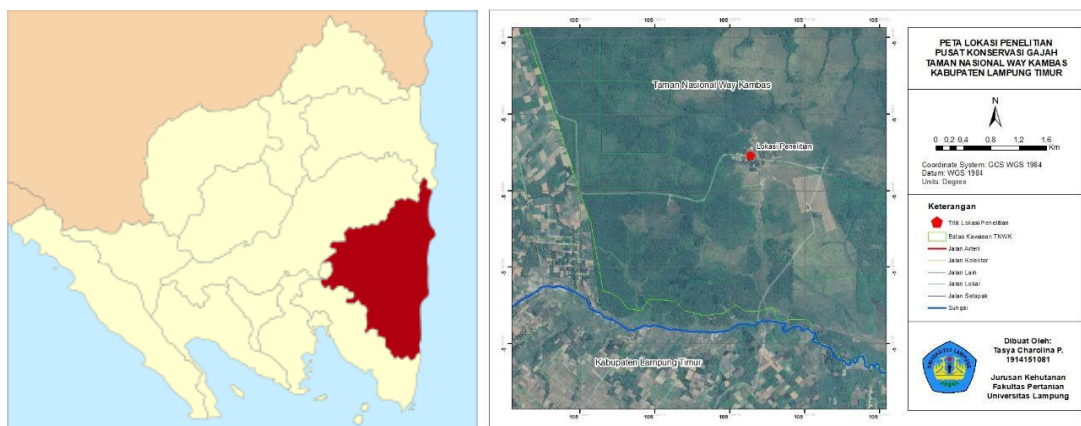 105
105
105
105
105
Taman Nasional Way Kambas
Lokasi Penelitian
Kabupaten Lampung Timur
105
105
105
105
105
PETA LOKASI PENELITIAN
PUSAT KONSERVASI GAJAH
TAMAN NASIONAL WAY KAMBAS
KABUPATEN LAMPUNG TIMUR
N
0 0,2 0,4 0,8 1,2 1,6
Km
Coordinate System: GCS WGS 1984
Datum: WGS 1984
Units: Degree
Keterangan
Titik Lokasi Penelitian
Batas Kawasan TNWK
Jalan Arteri
Jalan Kolektor
Jalan Lain
Jalan Lokal
Jalan Setapak
Sungai
UNIVERSITAS LAMPUNG
Dibuat Oleh:
Tasya Charolina P,
1914151081
Jurusan Kehutanan
Fakultas Pertanian
Universitas Lampung